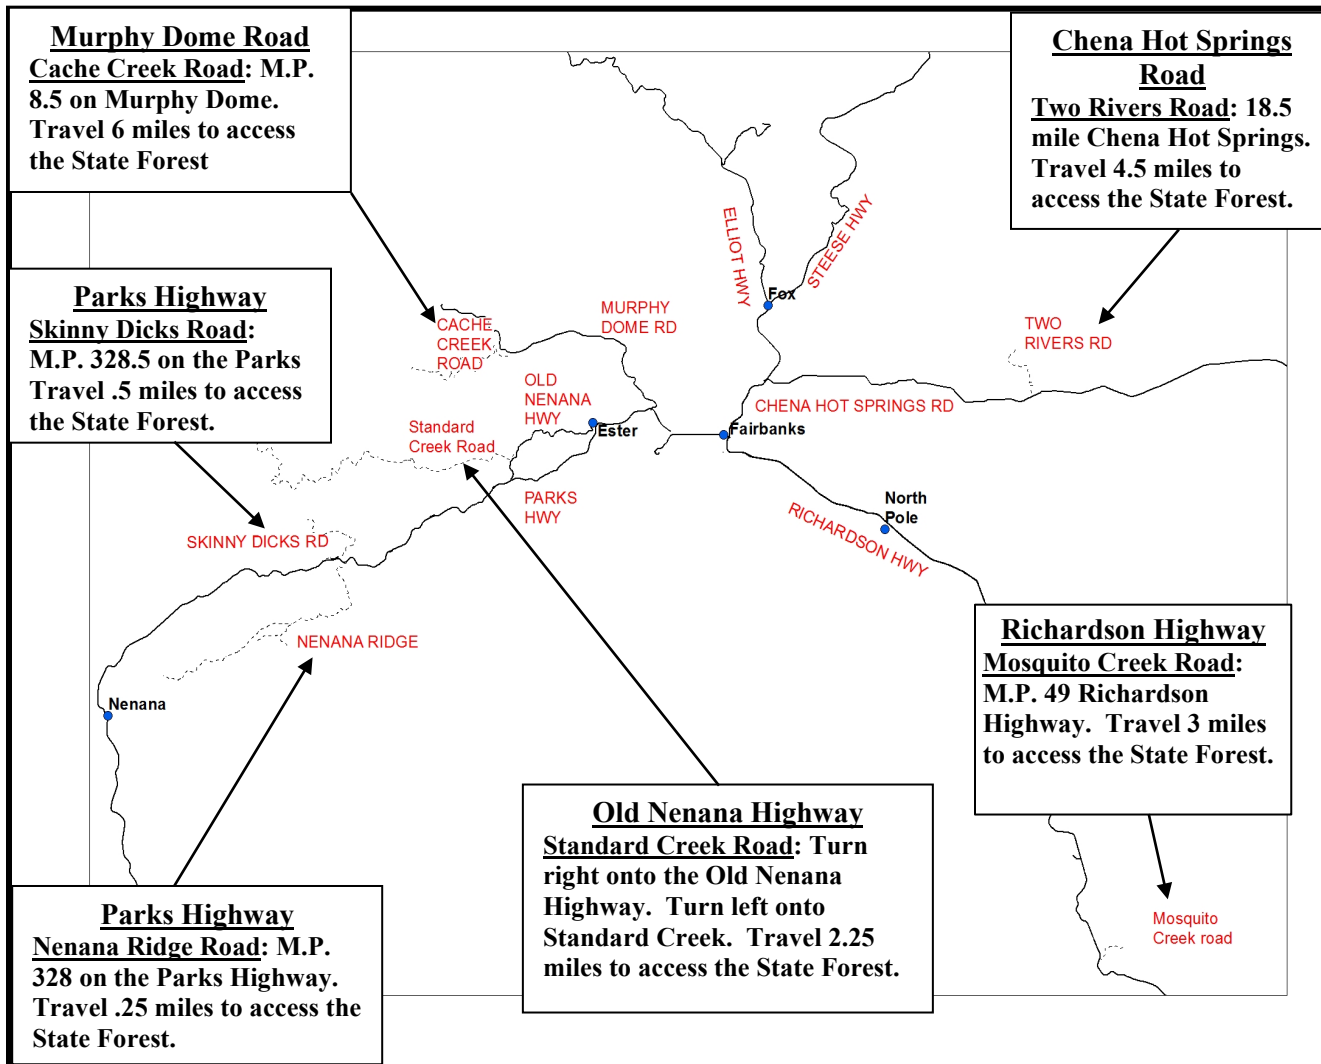 Murphy Dome Road
Cache Creek Road: M.P.
8.5 on Murphy Dome.
Travel 6 miles to access
the State Forest
Chena Hot Springs
Road
Two Rivers Road: 18.5
mile Chena Hot Springs.
Travel 4.5 miles to
access the State Forest.
Parks Highway
Skinny Dicks Road:
M.P. 328.5 on the Parks
Travel .5 miles to access
the State Forest.
ELLIOT HWY
STEESE HWY
Fox
MURPHY
DOME RD
CACHE
CREEK
ROAD
TWO
RIVERS RD
OLD
NENANA
HWY
CHENA HOT SPRINGS RD
Standard
Creek Road
Ester
Fairbanks
PARKS
HWY
North
Pole
RICHARDSON HWY
SKINNY DICKS RD
NENANA RIDGE
Nenana
Richardson Highway
Mosquito Creek Road:
M.P. 49 Richardson
Highway.  Travel 3 miles
to access the State Forest.
Old Nenana Highway
Standard Creek Road: Turn
right onto the Old Nenana
Highway.  Turn left onto
Standard Creek.  Travel 2.25
miles to access the State Forest.
Parks Highway
Nenana Ridge Road: M.P.
328 on the Parks Highway.
Travel .25 miles to access the
State Forest.
Mosquito
Creek road